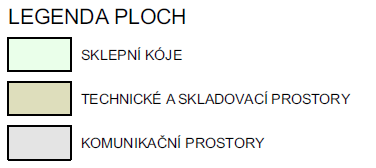 LEGENDA PLOCH
SKLEPNÍ KÓJE
TECHNICKÉ A SKLADOVACÍ PROSTORY
KOMUNIKAČNÍ PROSTORY